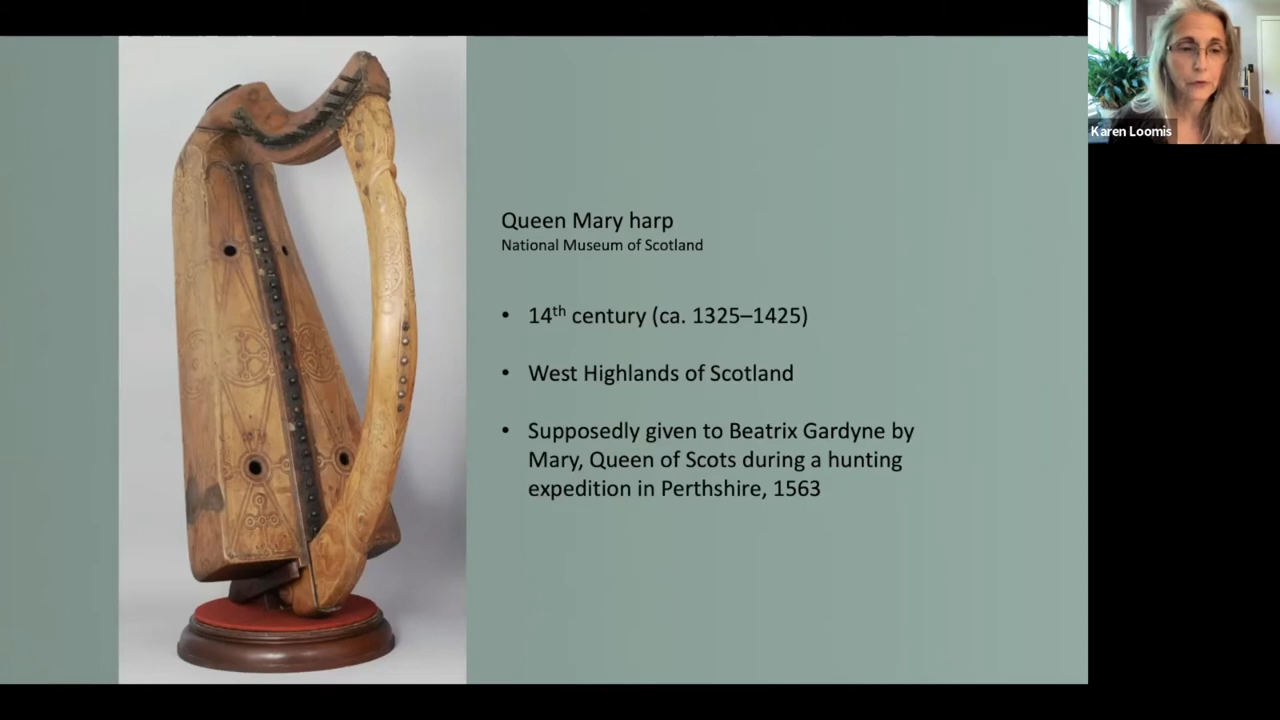 Karen Loomis
Queen Mary harp
National Museum of Scotland
• 14th century (ca. 1325–1425)
• West Highlands of Scotland
• Supposedly given to Beatrix Gardyne by
Mary, Queen of Scots during a hunting
expedition in Perthshire, 1563